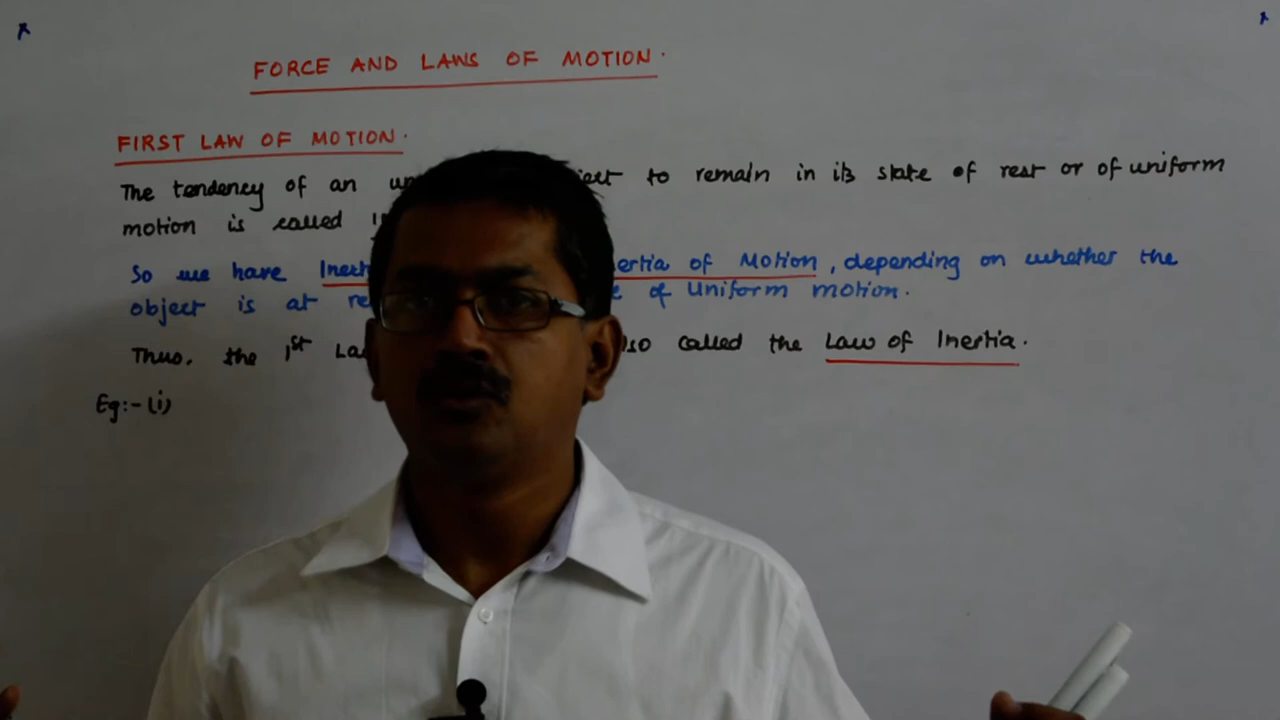 FORCE AND LAWS OF MOTION.
FIRST LAW OF MOTION.
The tendency of an to remain in its state of rest or of uniform
motion is called
So we have of Motion, depending on whether the
object is at of Uniform motion.
Thus, the 1st called the Law of Inertia.
Eg:- (i)